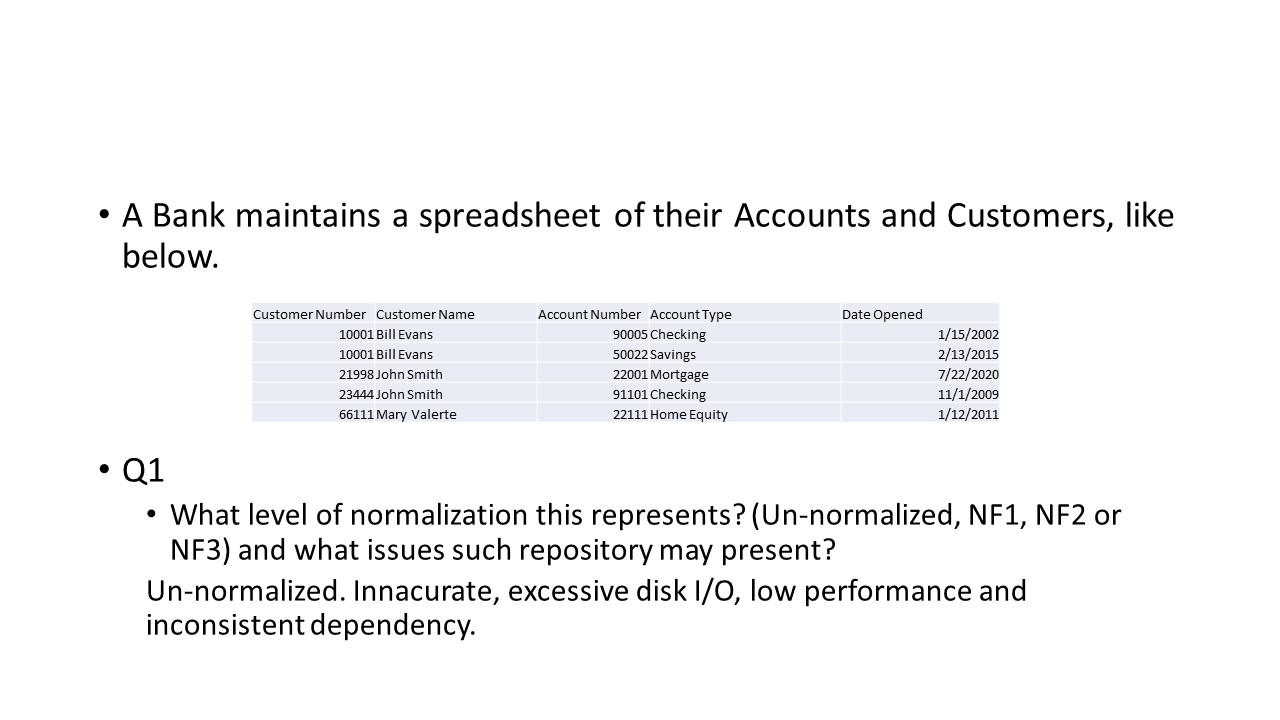 • A Bank maintains a spreadsheet of their Accounts and Customers, like
below.
Customer Number Customer Name Account Number Account Type Date Opened
10001 Bill Evans 90005 Checking 1/15/2002
10001 Bill Evans 50022 Savings 2/13/2015
21998 John Smith 22001 Mortgage 7/22/2020
23444 John Smith 91101 Checking 11/1/2009
66111 Mary Valerte 22111 Home Equity 1/12/2011
• Q1
• What level of normalization this represents? (Un-normalized, NF1, NF2 or
NF3) and what issues such repository may present?
Un-normalized. Innacurate, excessive disk I/O, low performance and
inconsistent dependency.